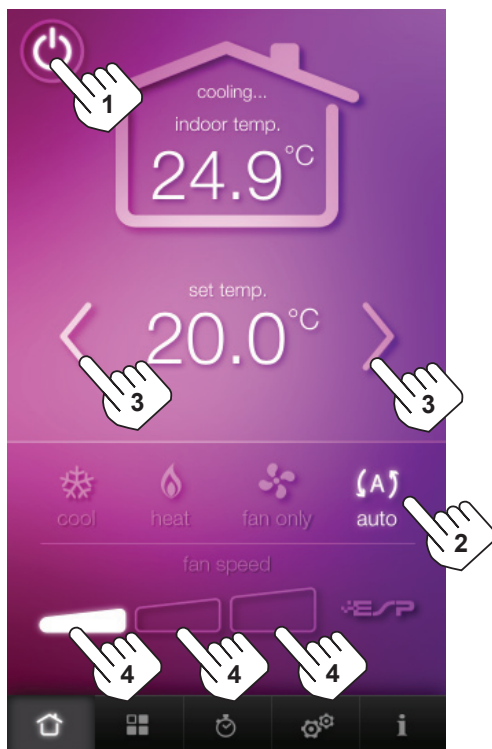 1
cooling...
indoor temp.
24.9°C
set temp.
20.0°C
3
3
cool heat fan only auto
2
fan speed
ESP
4 4 4
i